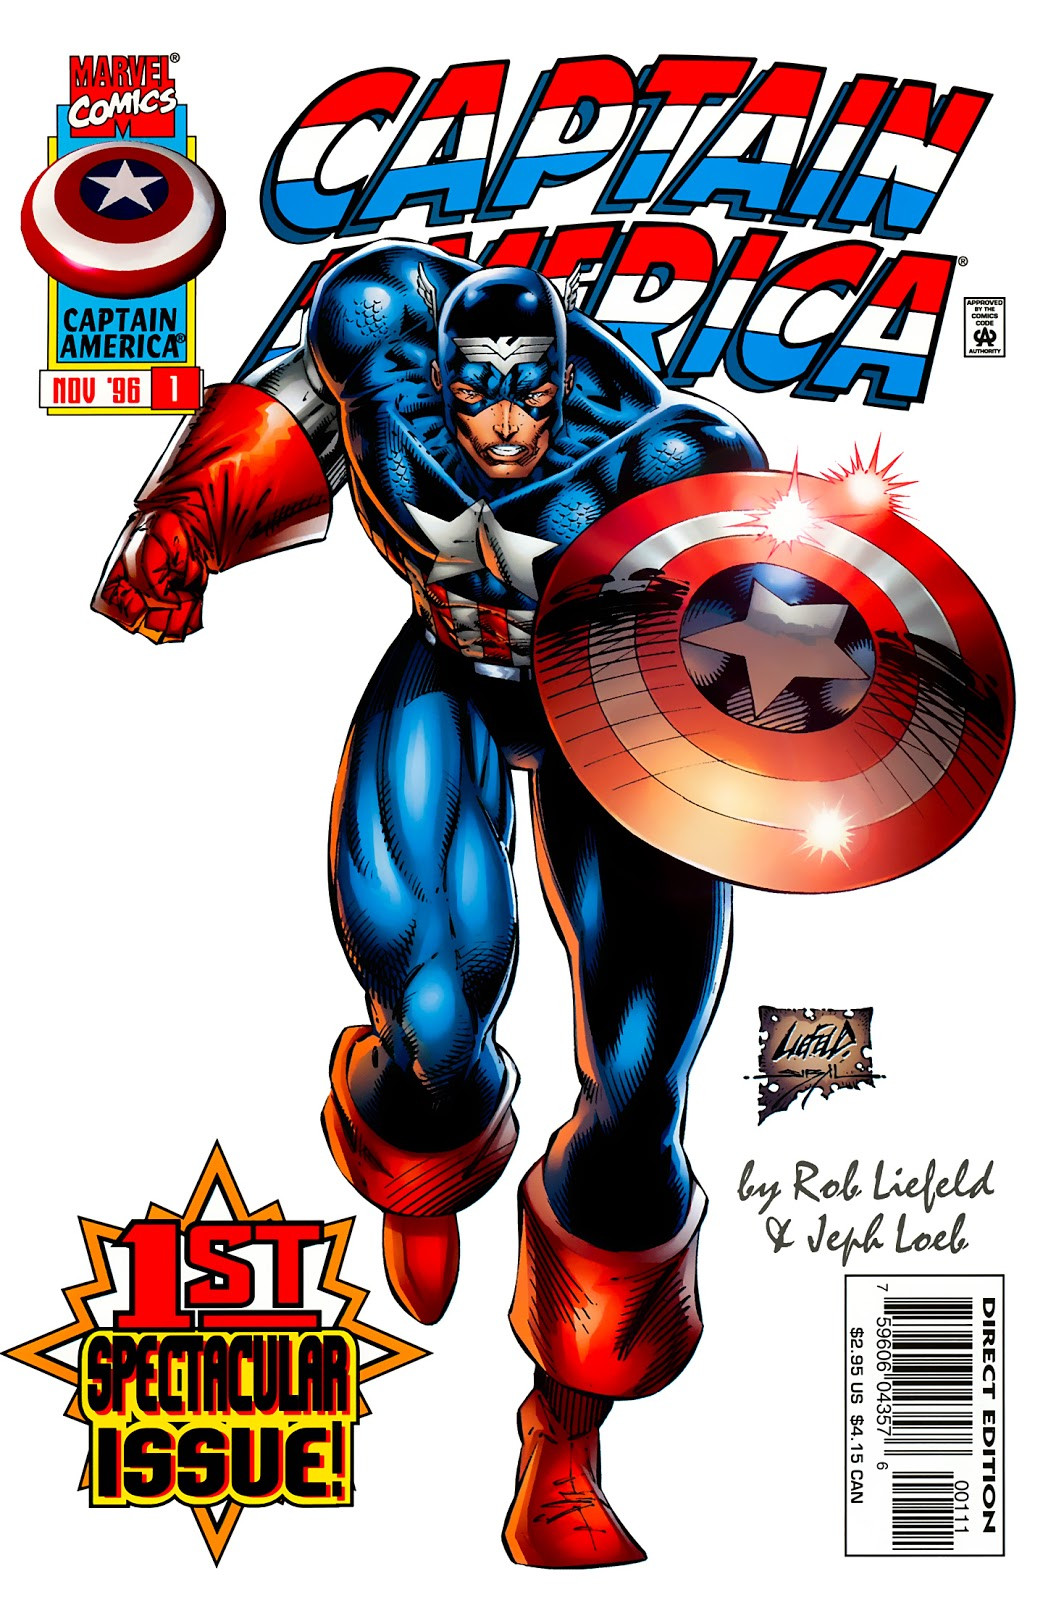 MARVEL®
COMICS
M
CAPTAIN
AMERICA®
NOV '96 1
CAPTAIN
AMERICA®
APPROVED
BY THE
COMICS
CODE
A
AUTHORITY
LIEFELD
by Rob Liefeld
& Jeph Loeb
1ST
SPECTACULAR
ISSUE!
DIRECT EDITION
00111
7 59606 04357 6
$2.95 US $4.15 CAN